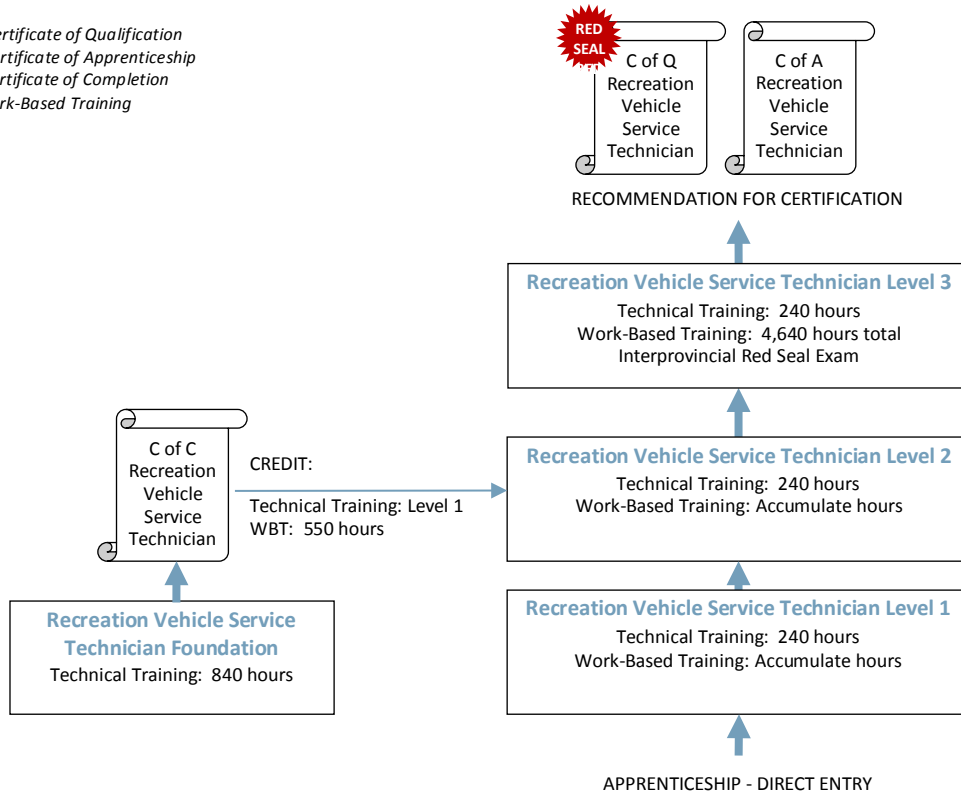 ertificate of Qualification
ertificate of Apprenticeship
ertificate of Completion
rk-Based Training
RED
SEAL
C of Q
Recreation
Vehicle
Service
Technician
C of A
Recreation
Vehicle
Service
Technician
RECOMMENDATION FOR CERTIFICATION
Recreation Vehicle Service Technician Level 3
Technical Training: 240 hours
Work-Based Training: 4,640 hours total
Interprovincial Red Seal Exam
C of C
Recreation
Vehicle
Service
Technician
CREDIT:
Technical Training: Level 1
WBT: 550 hours
Recreation Vehicle Service Technician Level 2
Technical Training: 240 hours
Work-Based Training: Accumulate hours
Recreation Vehicle Service
Technician Foundation
Technical Training: 840 hours
Recreation Vehicle Service Technician Level 1
Technical Training: 240 hours
Work-Based Training: Accumulate hours
APPRENTICESHIP - DIRECT ENTRY